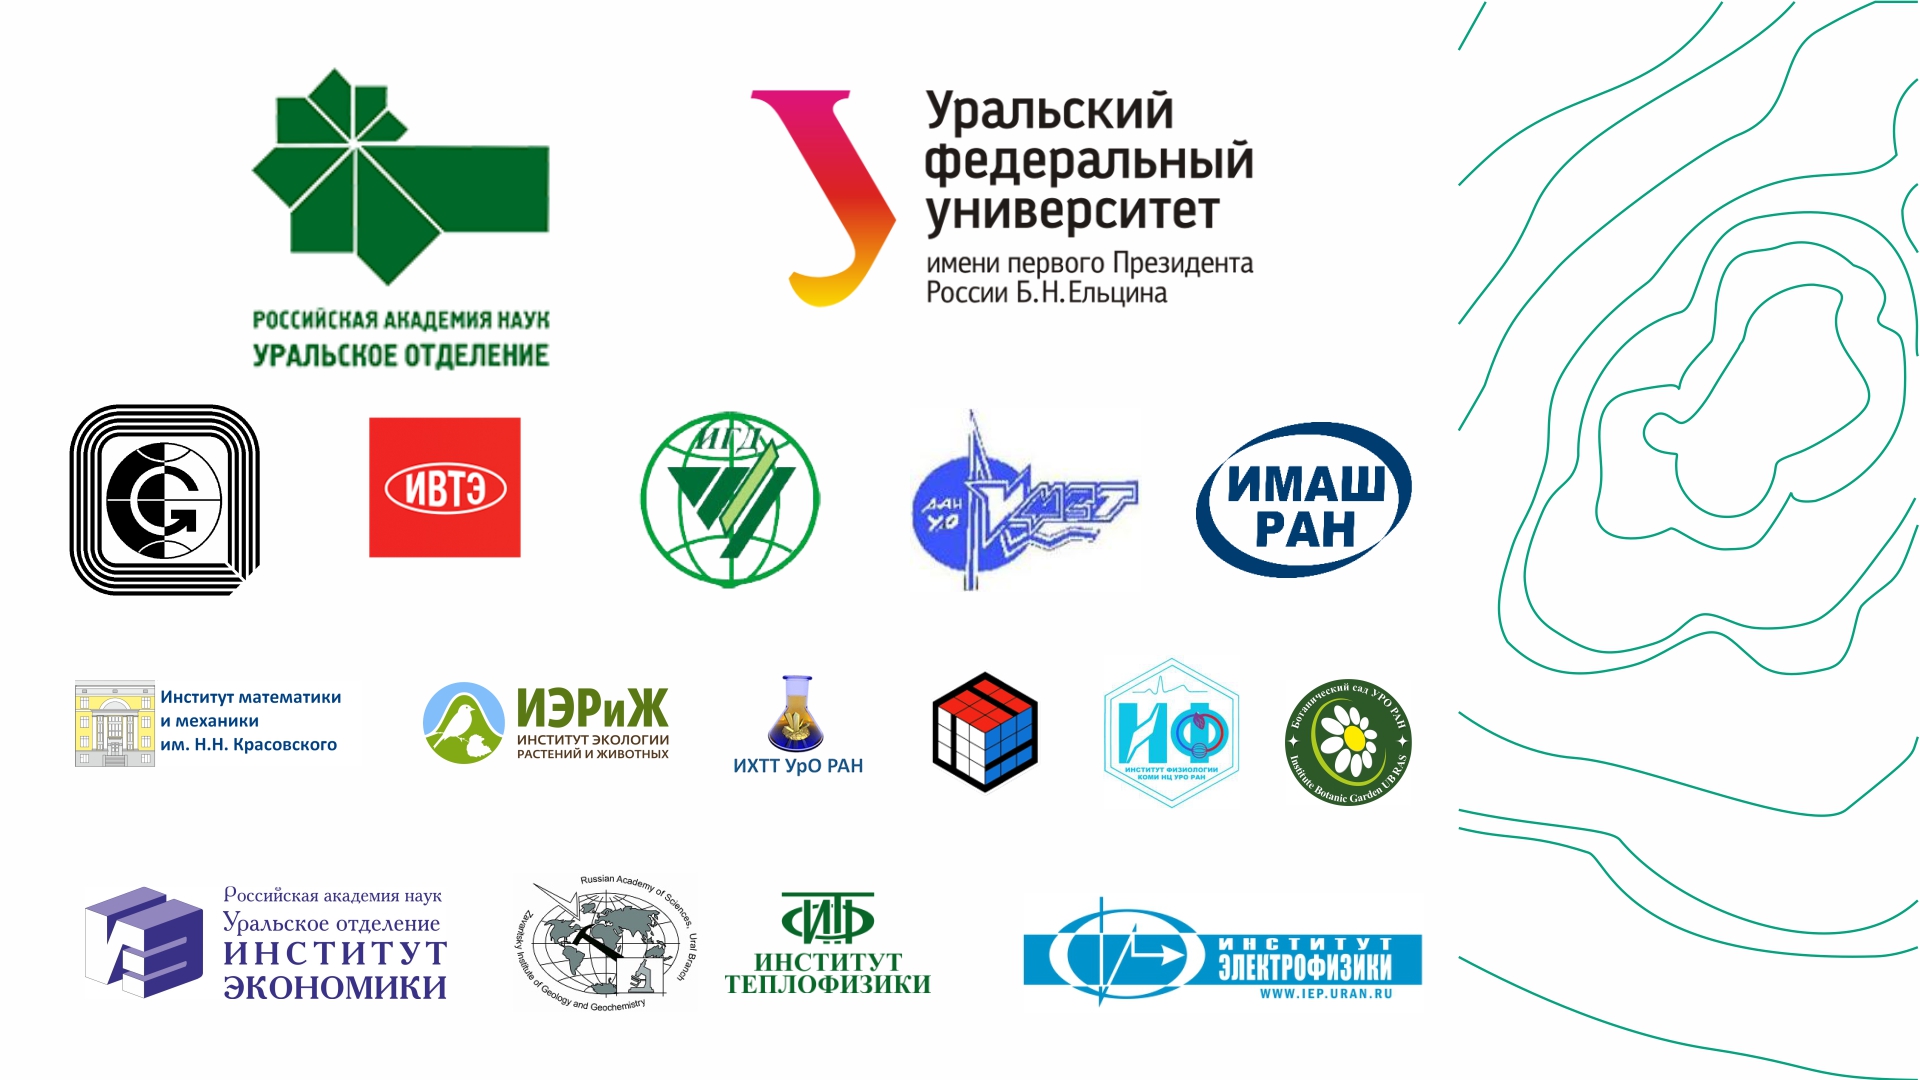 РОССИЙСКАЯ АКАДЕМИЯ НАУК
УРАЛЬСКОЕ ОТДЕЛЕНИЕ
Уральский
федеральный
университет
имени первого Президента
России Б.Н.Ельцина
ИВТЭ
ИГД
УрО
ИМЕТ
ИМАШ
РАН
Институт математики
и механики
им. Н.Н. Красовского
ИЭРиЖ
ИНСТИТУТ ЭКОЛОГИИ
РАСТЕНИЙ И ЖИВОТНЫХ
ИХТТ УрО РАН
ИФ
ИНСТИТУТ ФИЗИОЛОГИИ
КОМИ НЦ УРО РАН
Ботанический сад УРО РАН
Institute Botanic Garden UB RAS
Российская академия наук
Уральское отделение
ИНСТИТУТ
ЭКОНОМИКИ
Russian Academy of Sciences, Ural Branch
Zavaritsky Institute of Geology and Geochemistry
ИТФ
ИНСТИТУТ
ТЕПЛОФИЗИКИ
ИНСТИТУТ
ЭЛЕКТРОФИЗИКИ
WWW.IEP.URAN.RU